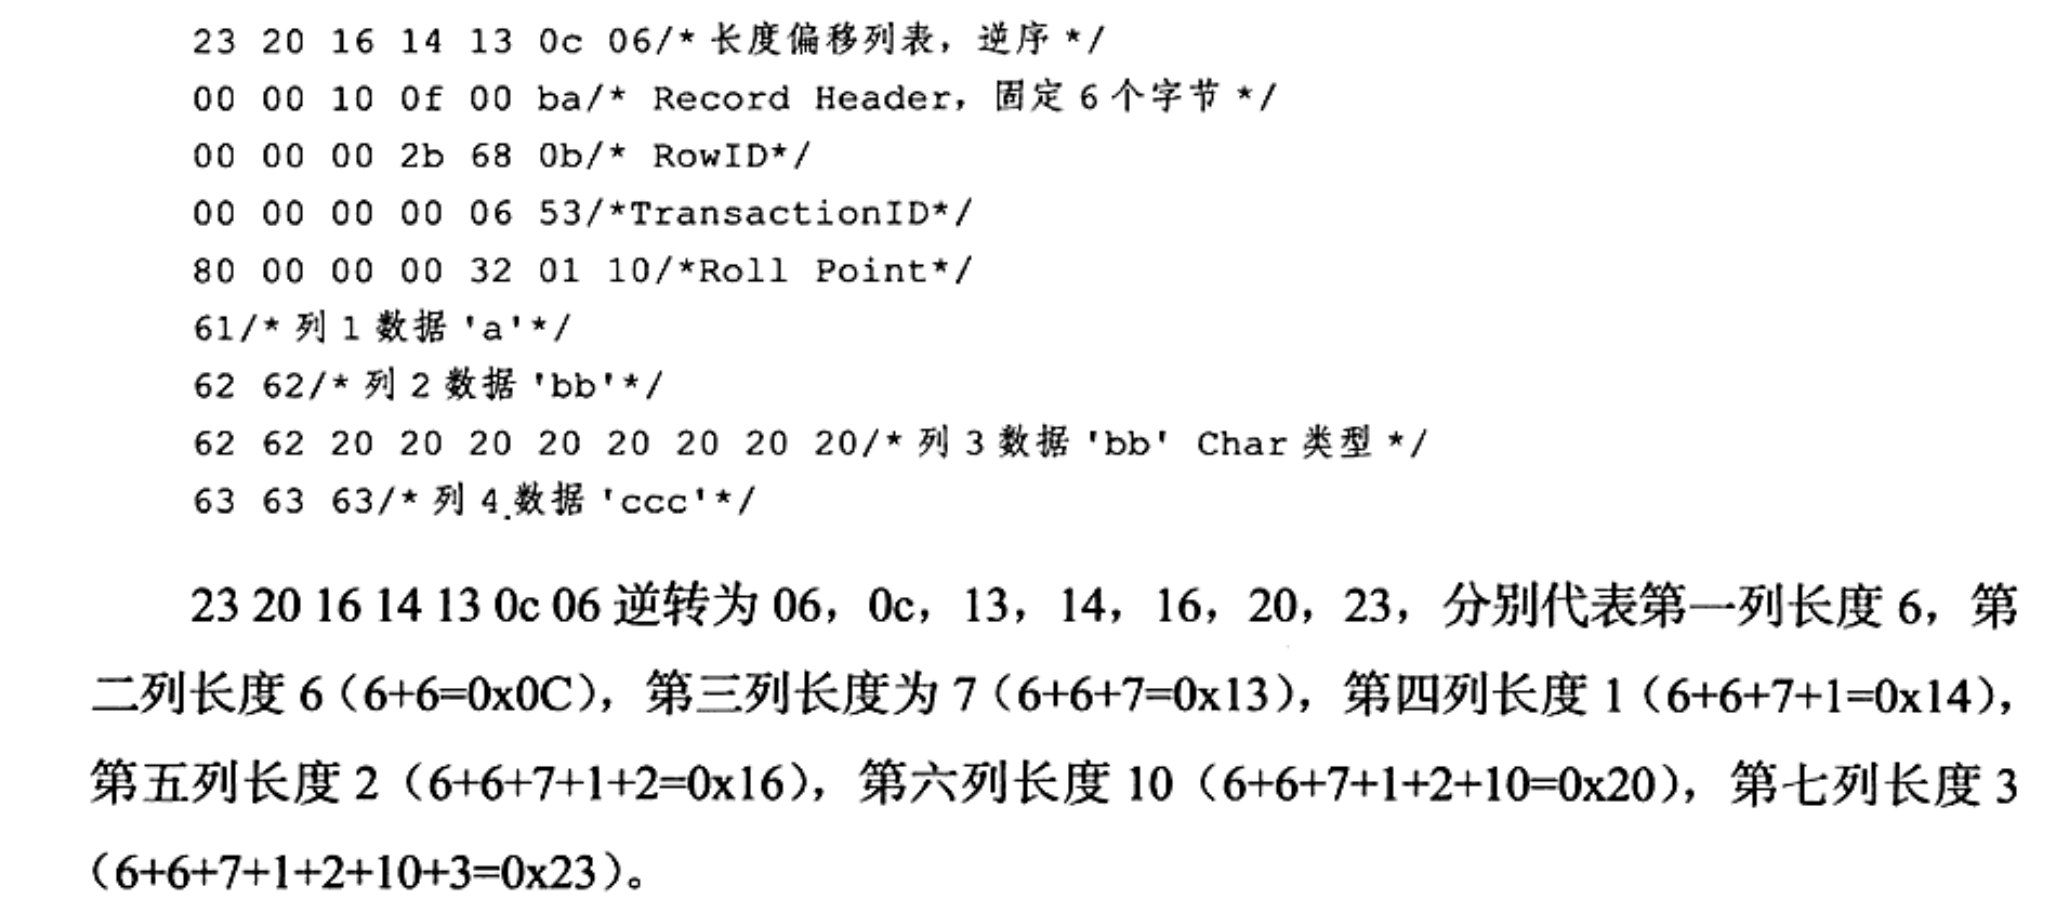 23 20 16 14 13 0c 06/* 长度偏移列表，逆序 */
00 00 10 0f 00 ba/* Record Header，固定 6 个字节 */
00 00 00 2b 68 0b/* RowID*/
00 00 00 00 06 53/*TransactionID*/
80 00 00 00 32 01 10/*Roll Point*/
61/* 列 1 数据 'a'*/
62 62/* 列 2 数据 'bb'*/
62 62 20 20 20 20 20 20 20 20/* 列 3 数据 'bb' Char 类型 */
63 63 63/* 列 4 数据 'ccc'*/
23 20 16 14 13 0c 06 逆转为 06，0c，13，14，16，20，23，分别代表第一列长度 6，第
二列长度 6（6+6=0x0C），第三列长度为 7（6+6+7=0x13），第四列长度 1（6+6+7+1=0x14），
第五列长度 2（6+6+7+1+2=0x16），第六列长度 10（6+6+7+1+2+10=0x20），第七列长度 3
（6+6+7+1+2+10+3=0x23）。